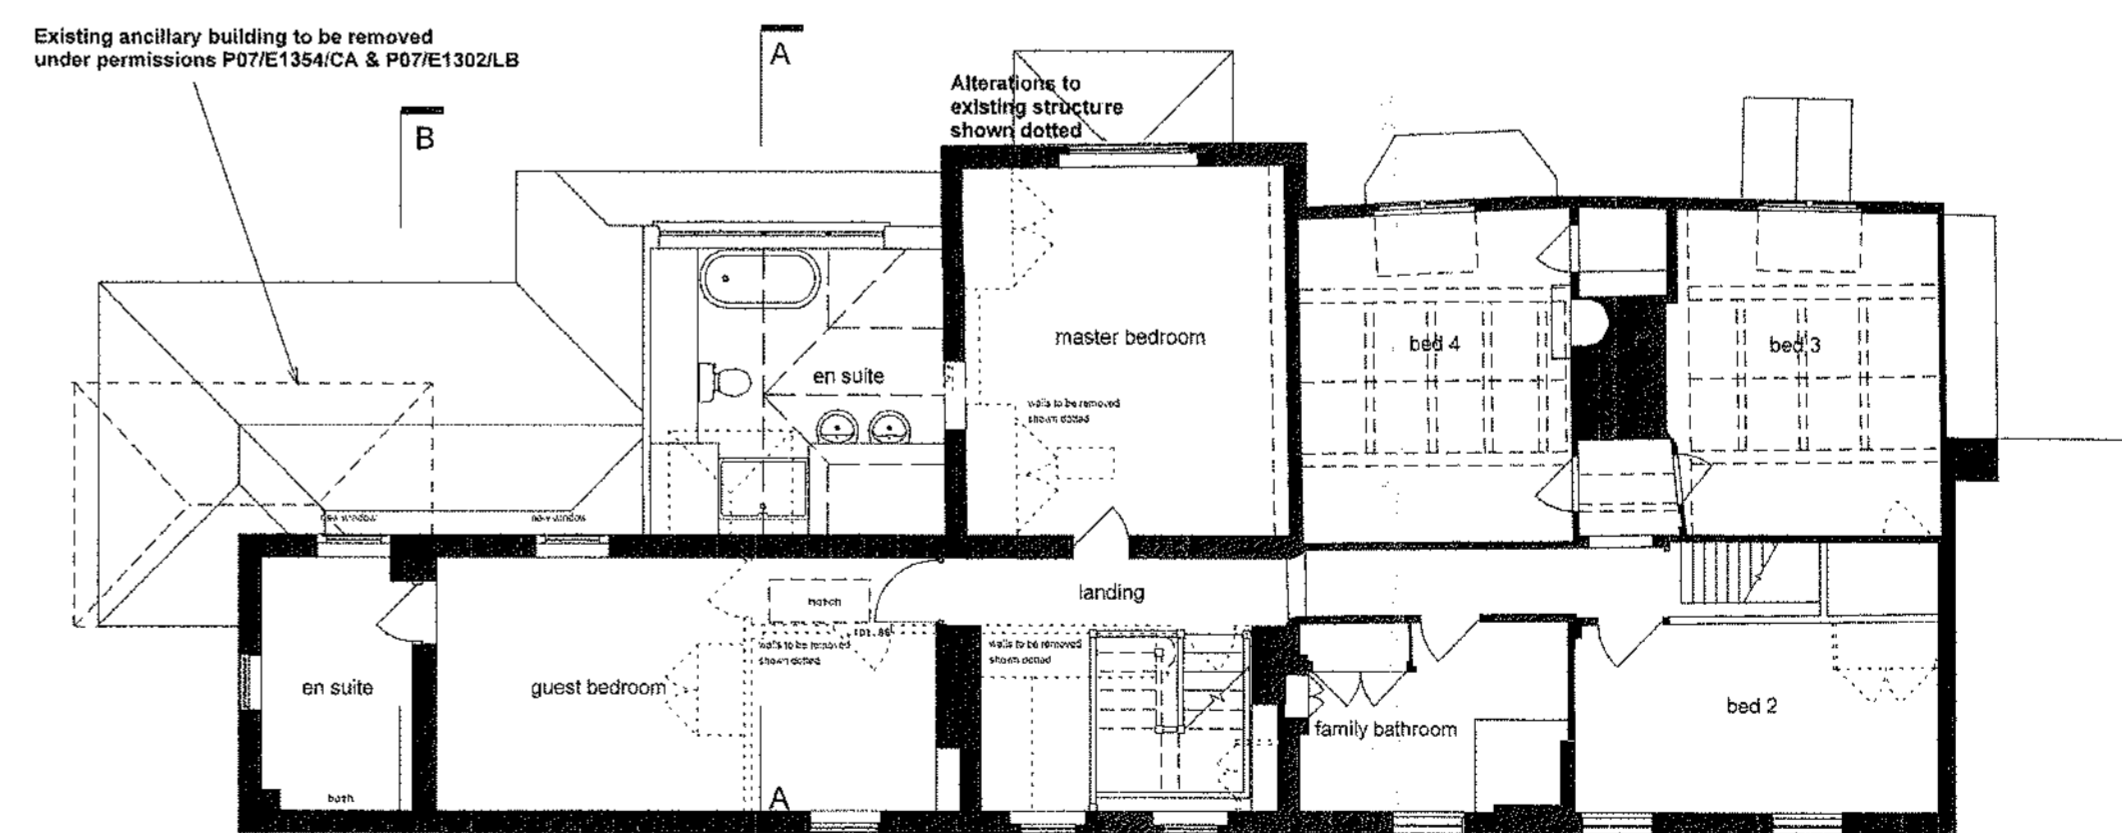 Existing ancillary building to be removed
under permissions P07/E1354/CA & P07/E1302/LB
A
B
Alterations to
existing structure
shown dotted
master bedroom
bed 4
bed 3
en suite
walls to be removed
shown dotted
new window
new window
landing
hatch
101.86
walls to be removed
shown dotted
walls to be removed
shown dotted
en suite
guest bedroom
family bathroom
bed 2
bath
A